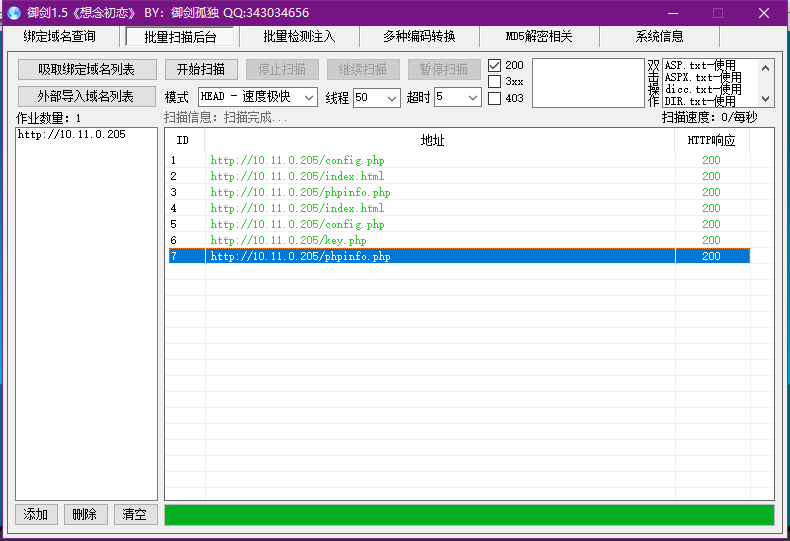 御剑1.5《想念初恋》 BY：御剑孤独 QQ:343034656
绑定域名查询 批量扫描后台 批量检测注入 多种编码转换 MD5解密相关 系统信息
吸取绑定域名列表 开始扫描 停止扫描 继续扫描 暂停扫描
外部导入域名列表 模式 HEAD - 速度极快 线程 50 超时 5
200
3xx
403
双击操作
ASP.txt-使用
ASPX.txt-使用
dicc.txt-使用
DIR.txt-使用
作业数量：1 扫描信息：扫描完成... 扫描速度：0/每秒
http://10.11.0.205
ID 地址 HTTP响应
1 http://10.11.0.205/config.php 200
2 http://10.11.0.205/index.html 200
3 http://10.11.0.205/phpinfo.php 200
4 http://10.11.0.205/index.html 200
5 http://10.11.0.205/config.php 200
6 http://10.11.0.205/key.php 200
7 http://10.11.0.205/phpinfo.php 200
添加 删除 清空